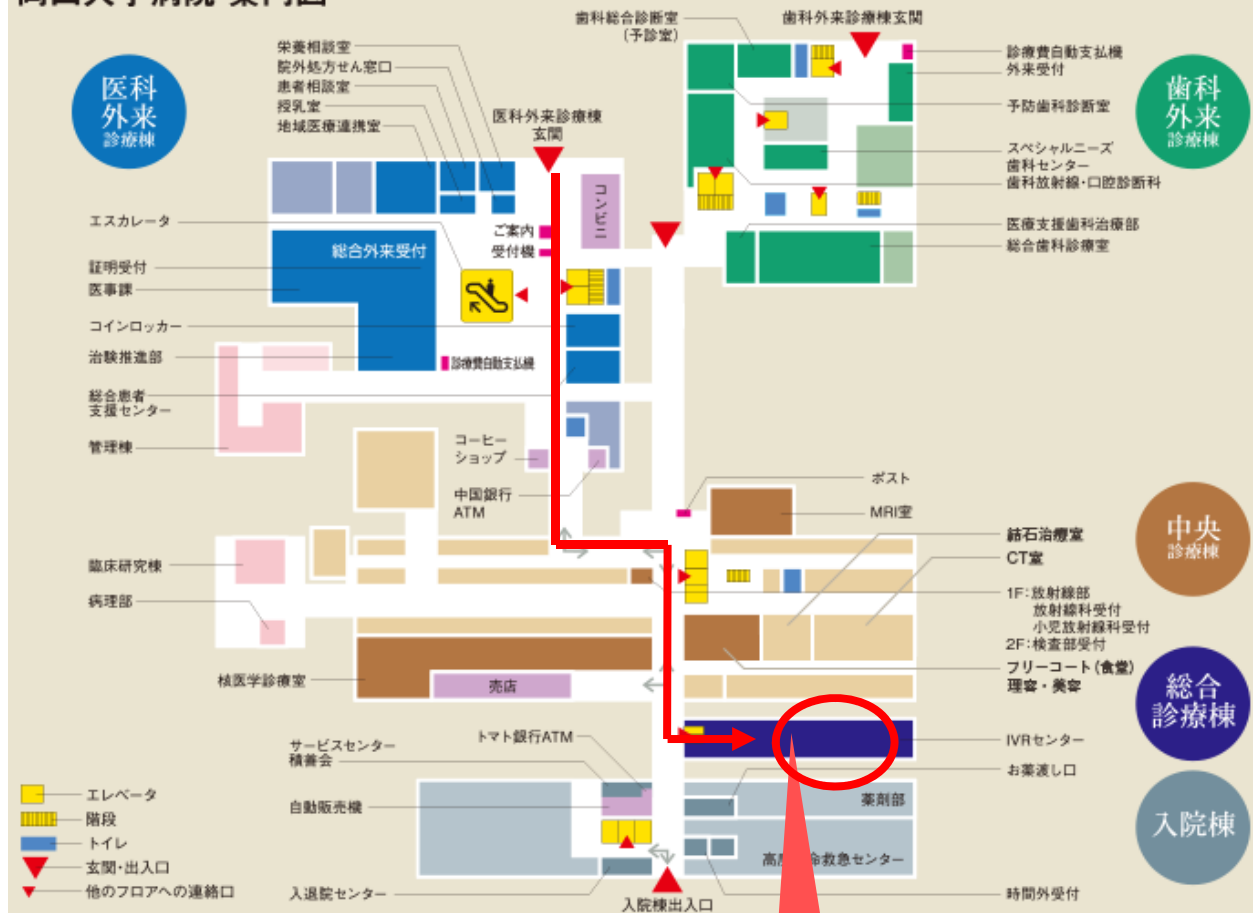 岡山大学病院 案内図
歯科総合診断室
(予診室)
歯科外来診療棟玄関
栄養相談室
院外処方せん窓口
患者相談室
授乳室
地域医療連携室
医科
外来
診療棟
医科外来診療棟
玄関
診療費自動支払機
外来受付
予防歯科診断室
スペシャルニーズ
歯科センター
歯科放射線・口腔診断科
歯科
外来
診療棟
エスカレータ
コンビニ
ご案内
受付機
総合外来受付
医療支援歯科治療部
総合歯科診療室
証明受付
医事課
コインロッカー
治験推進部
診療費自動支払機
総合患者
支援センター
管理棟
コーヒー
ショップ
中国銀行
ATM
ポスト
MRI室
結石治療室
CT室
中央
診療棟
臨床研究棟
病理部
1F:放射線部
放射線科受付
小児放射線科受付
2F:検査部受付
フリーコート(食堂)
理容・美容
核医学診療室
売店
総合
診療棟
サービスセンター
積善会
トマト銀行ATM
IVRセンター
お薬渡し口
自動販売機
薬剤部
入院棟
エレベータ
階段
トイレ
玄関・出入口
他のフロアへの連絡口
高
命救急センター
入退院センター
入院棟出入口
時間外受付